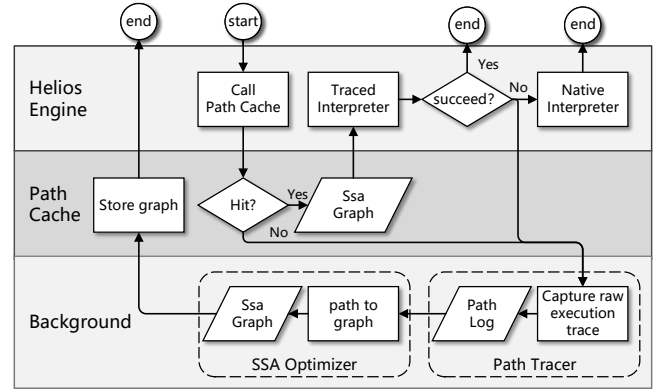 end
start
end
end
Helios
Engine
Call
Path Cache
Traced
Interpreter
succeed?
Yes
No
Native
Interpreter
Path
Cache
Store graph
Hit?
Yes
No
Ssa
Graph
Background
Ssa
Graph
path to
graph
SSA Optimizer
Path
Log
Capture raw
execution
trace
Path Tracer